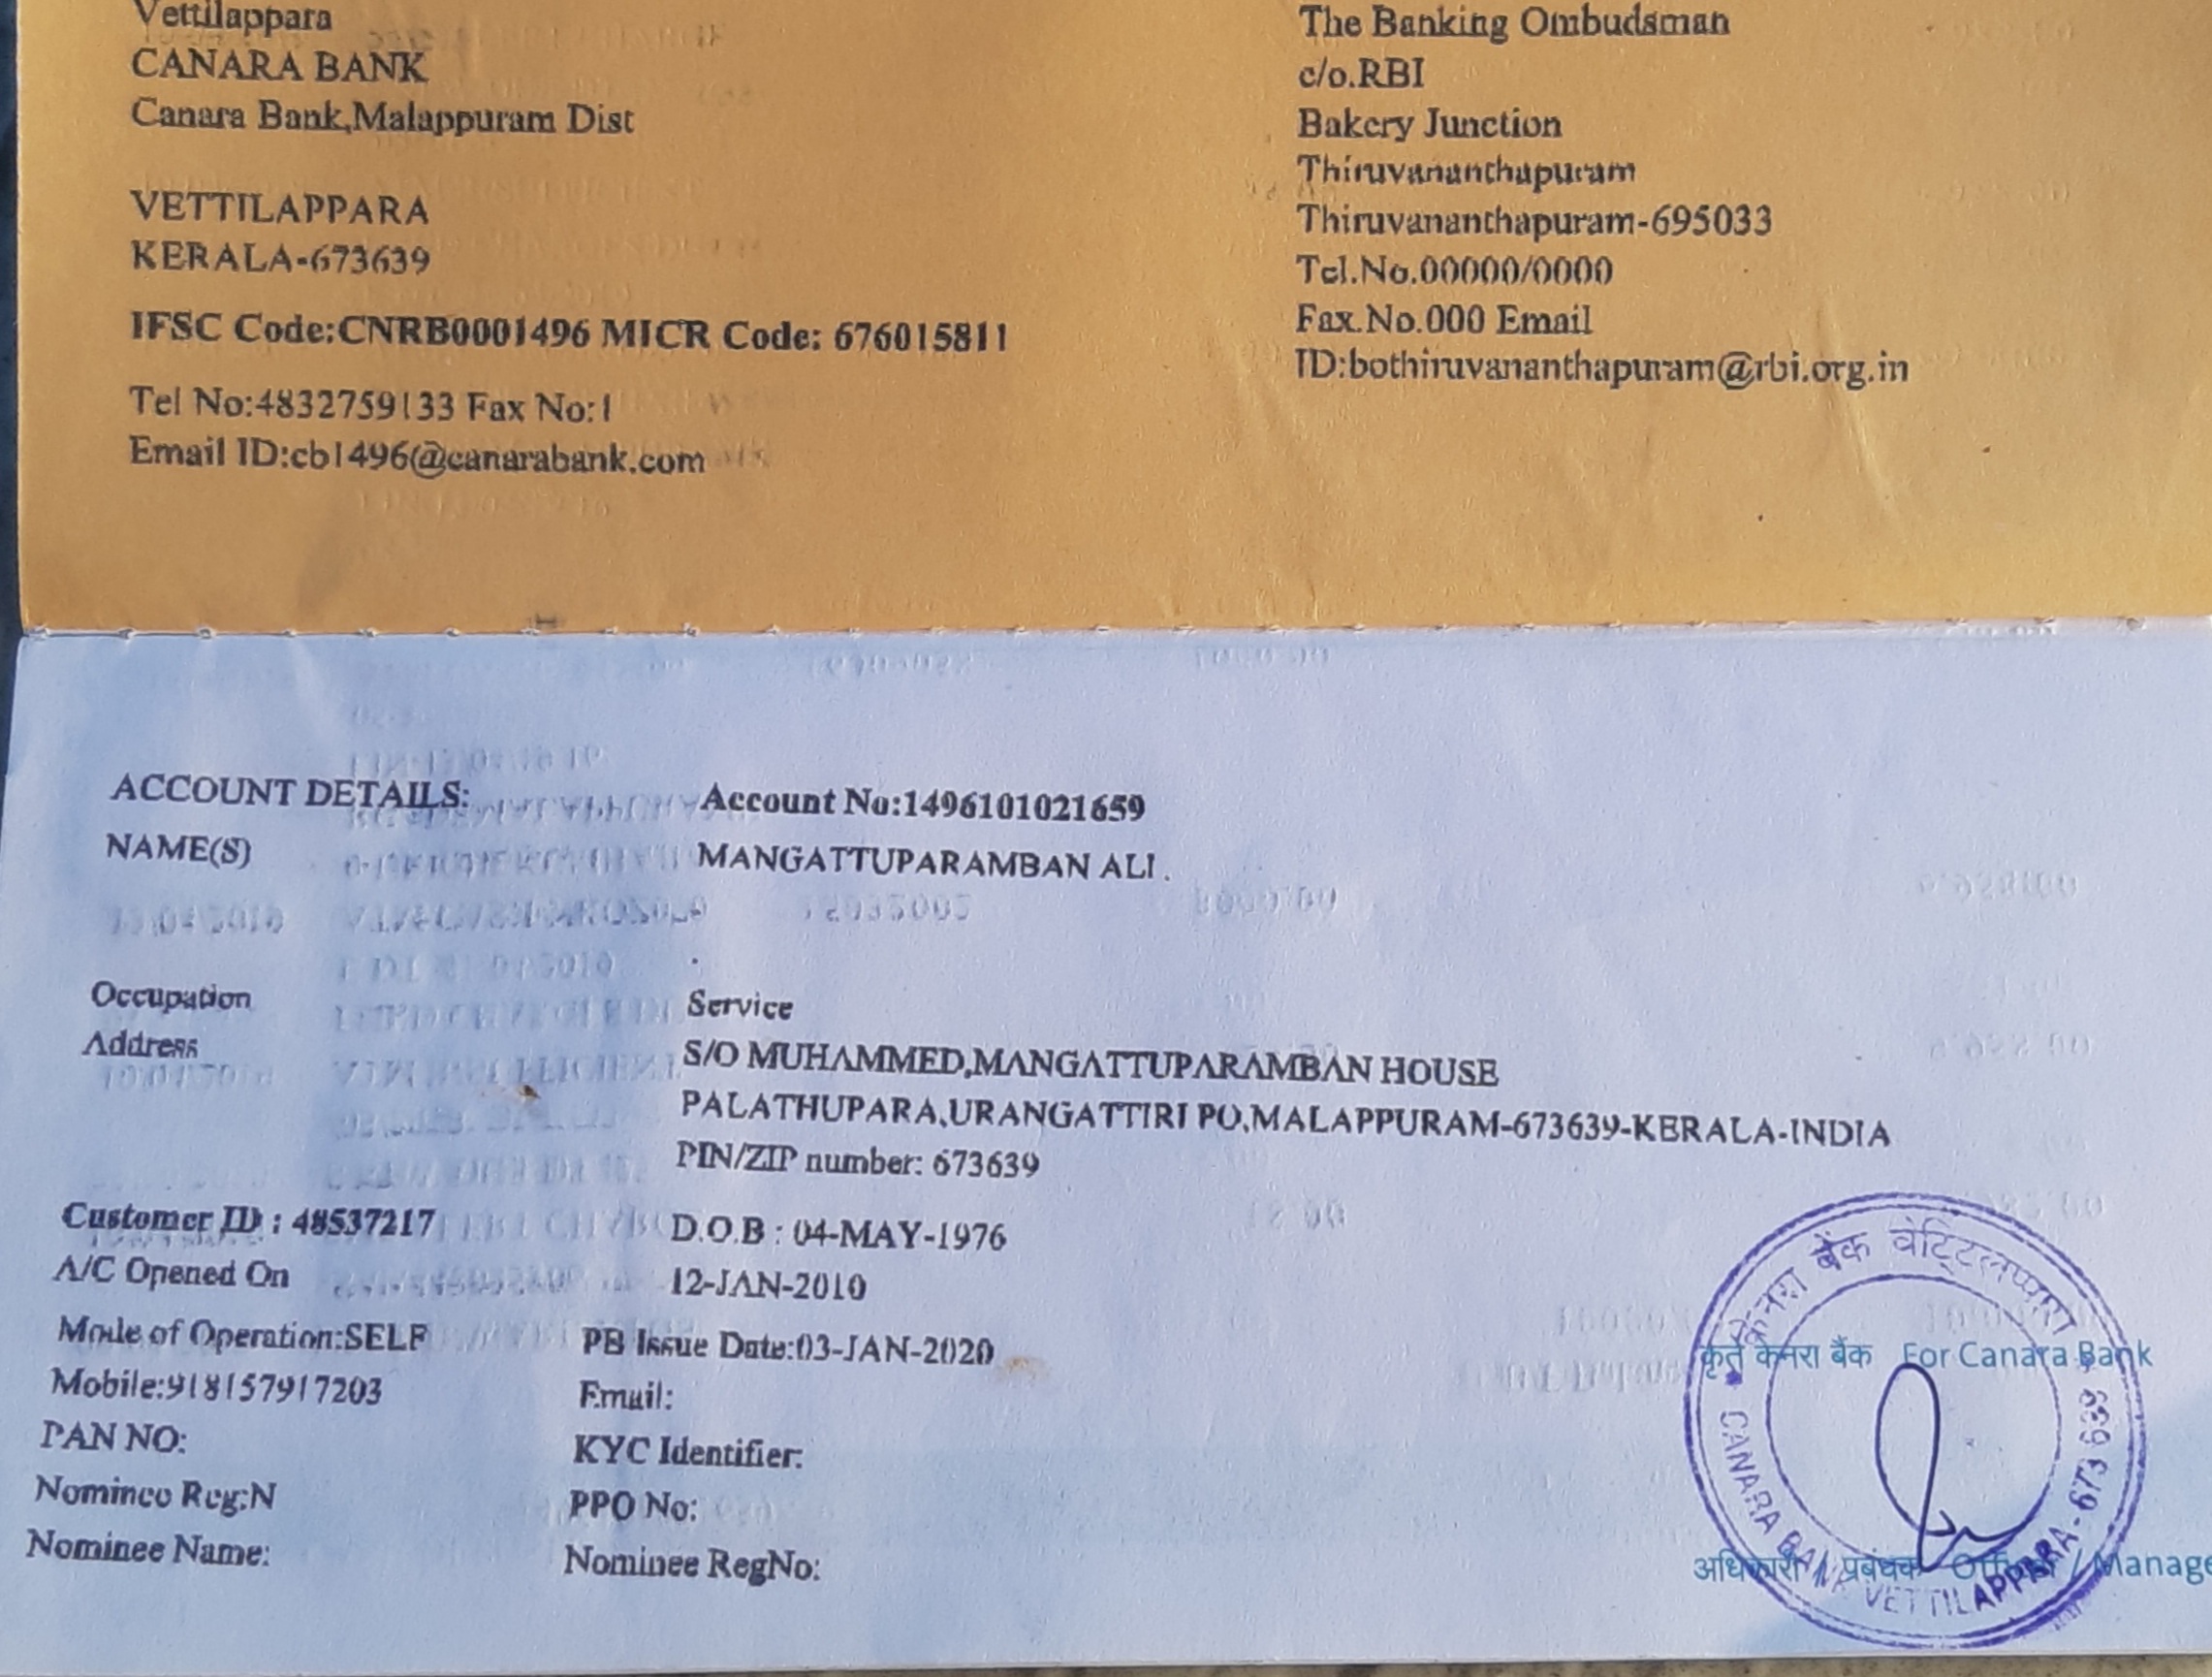 Vettilappara
CANARA BANK
Canara Bank,Malappuram Dist
VETTILAPPARA
KERALA-673639
IFSC Code:CNRB0001496 MICR Code: 676015811
Tel No:4832759133 Fax No:1
Email ID:cb1496@canarabank.com
The Banking Ombudsman
c/o.RBI
Bakery Junction
Thiruvananthapuram
Thiruvananthapuram-695033
Tel.No.00000/0000
Fax.No.000 Email
ID:bothiruvananthapuram@rbi.org.in
ACCOUNT DETAILS: Account No:1496101021659
NAME(S) MANGATTUPARAMBAN ALI .
Occupation Service
Address S/O MUHAMMED,MANGATTUPARAMBAN HOUSE
PALATHUPARA,URANGATTIRI PO,MALAPPURAM-673639-KERALA-INDIA
PIN/ZIP number: 673639
Customer ID : 48537217 D.O.B : 04-MAY-1976
A/C Opened On 12-JAN-2010
Mode of Operation:SELF PB Issue Date:03-JAN-2020
Mobile:918157917203 Email:
PAN NO: KYC Identifier:
Nominee Reg:N PPO No:
Nominee Name: Nominee RegNo:
केनरा बैंक वेट्टिलप्पारा
कृते केनरा बैंक For Canara Bank
CANARA BANK VETTILAPPARA - 673 639
अधिकारी / प्रबंधक Officer / Manage